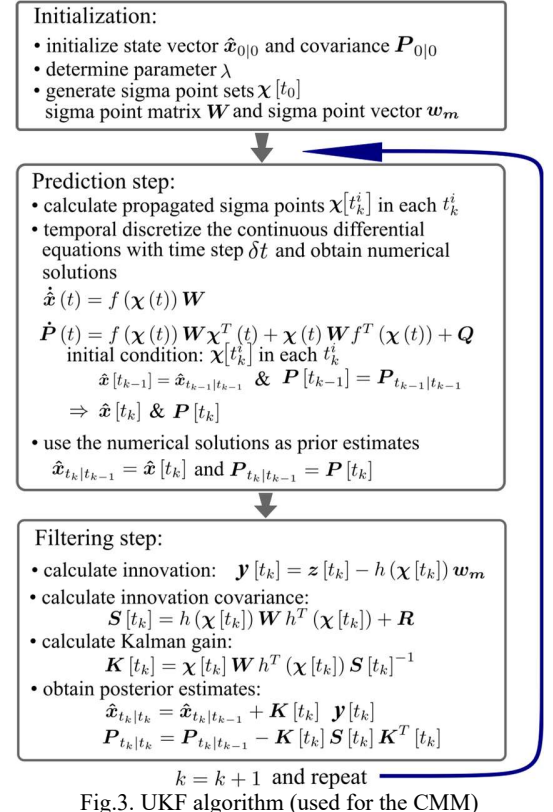 Initialization:
• initialize state vector x̂₀|₀ and covariance P₀|₀
• determine parameter λ
• generate sigma point sets χ[t₀]
sigma point matrix W and sigma point vector wₘ
Prediction step:
• calculate propagated sigma points χ[t_k^i] in each t_k^i
• temporal discretize the continuous differential
equations with time step δt and obtain numerical
solutions
\dot{x̂}(t) = f(χ(t))W
\dot{P}(t) = f(χ(t))Wχ^T(t) + χ(t)Wf^T(χ(t)) + Q
initial condition: χ[t_k^i] in each t_k^i
x̂[t_{k-1}] = x̂_{t_{k-1}|t_{k-1}} & P[t_{k-1}] = P_{t_{k-1}|t_{k-1}}
⇒ x̂[t_k] & P[t_k]
• use the numerical solutions as prior estimates
x̂_{t_k|t_{k-1}} = x̂[t_k] and P_{t_k|t_{k-1}} = P[t_k]
Filtering step:
• calculate innovation: y[t_k] = z[t_k] − h(χ[t_k])w_m
• calculate innovation covariance:
S[t_k] = h(χ[t_k])Wh^T(χ[t_k]) + R
• calculate Kalman gain:
K[t_k] = χ[t_k]Wh^T(χ[t_k])S[t_k]^{-1}
• obtain posterior estimates:
x̂_{t_k|t_k} = x̂_{t_k|t_{k-1}} + K[t_k] y[t_k]
P_{t_k|t_k} = P_{t_k|t_{k-1}} − K[t_k]S[t_k]K^T[t_k]
k = k + 1 and repeat
Fig.3. UKF algorithm (used for the CMM)